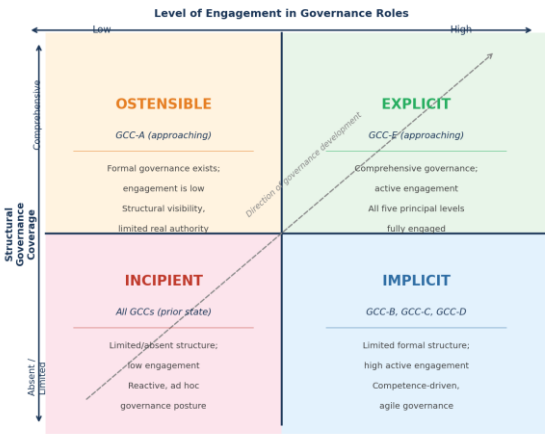 Level of Engagement in Governance Roles
Low
High
Structural
Governance
Coverage
Comprehensive
Absent /
Limited
OSTENSIBLE
GCC-A (approaching)
Formal governance exists;
engagement is low
Structural visibility,
limited real authority
EXPLICIT
GCC-E (approaching)
Comprehensive governance;
active engagement
All five principal levels
fully engaged
Direction of governance development
INCIPIENT
All GCCs (prior state)
Limited/absent structure;
low engagement
Reactive, ad hoc
governance posture
IMPLICIT
GCC-B, GCC-C, GCC-D
Limited formal structure;
high active engagement
Competence-driven,
agile governance